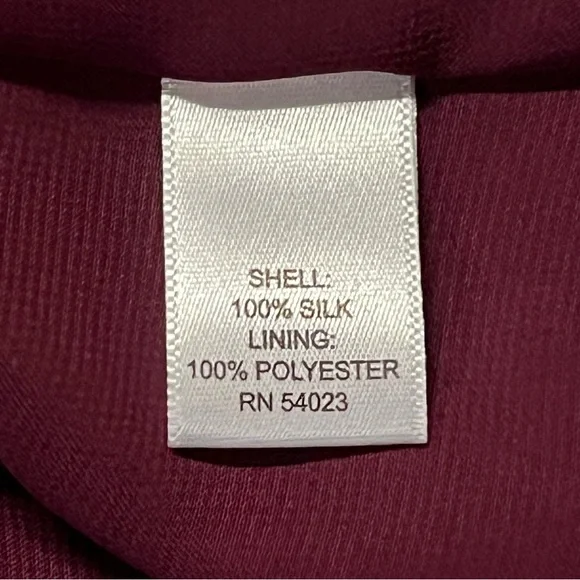 SHELL:
100% SILK
LINING:
100% POLYESTER
RN 54023